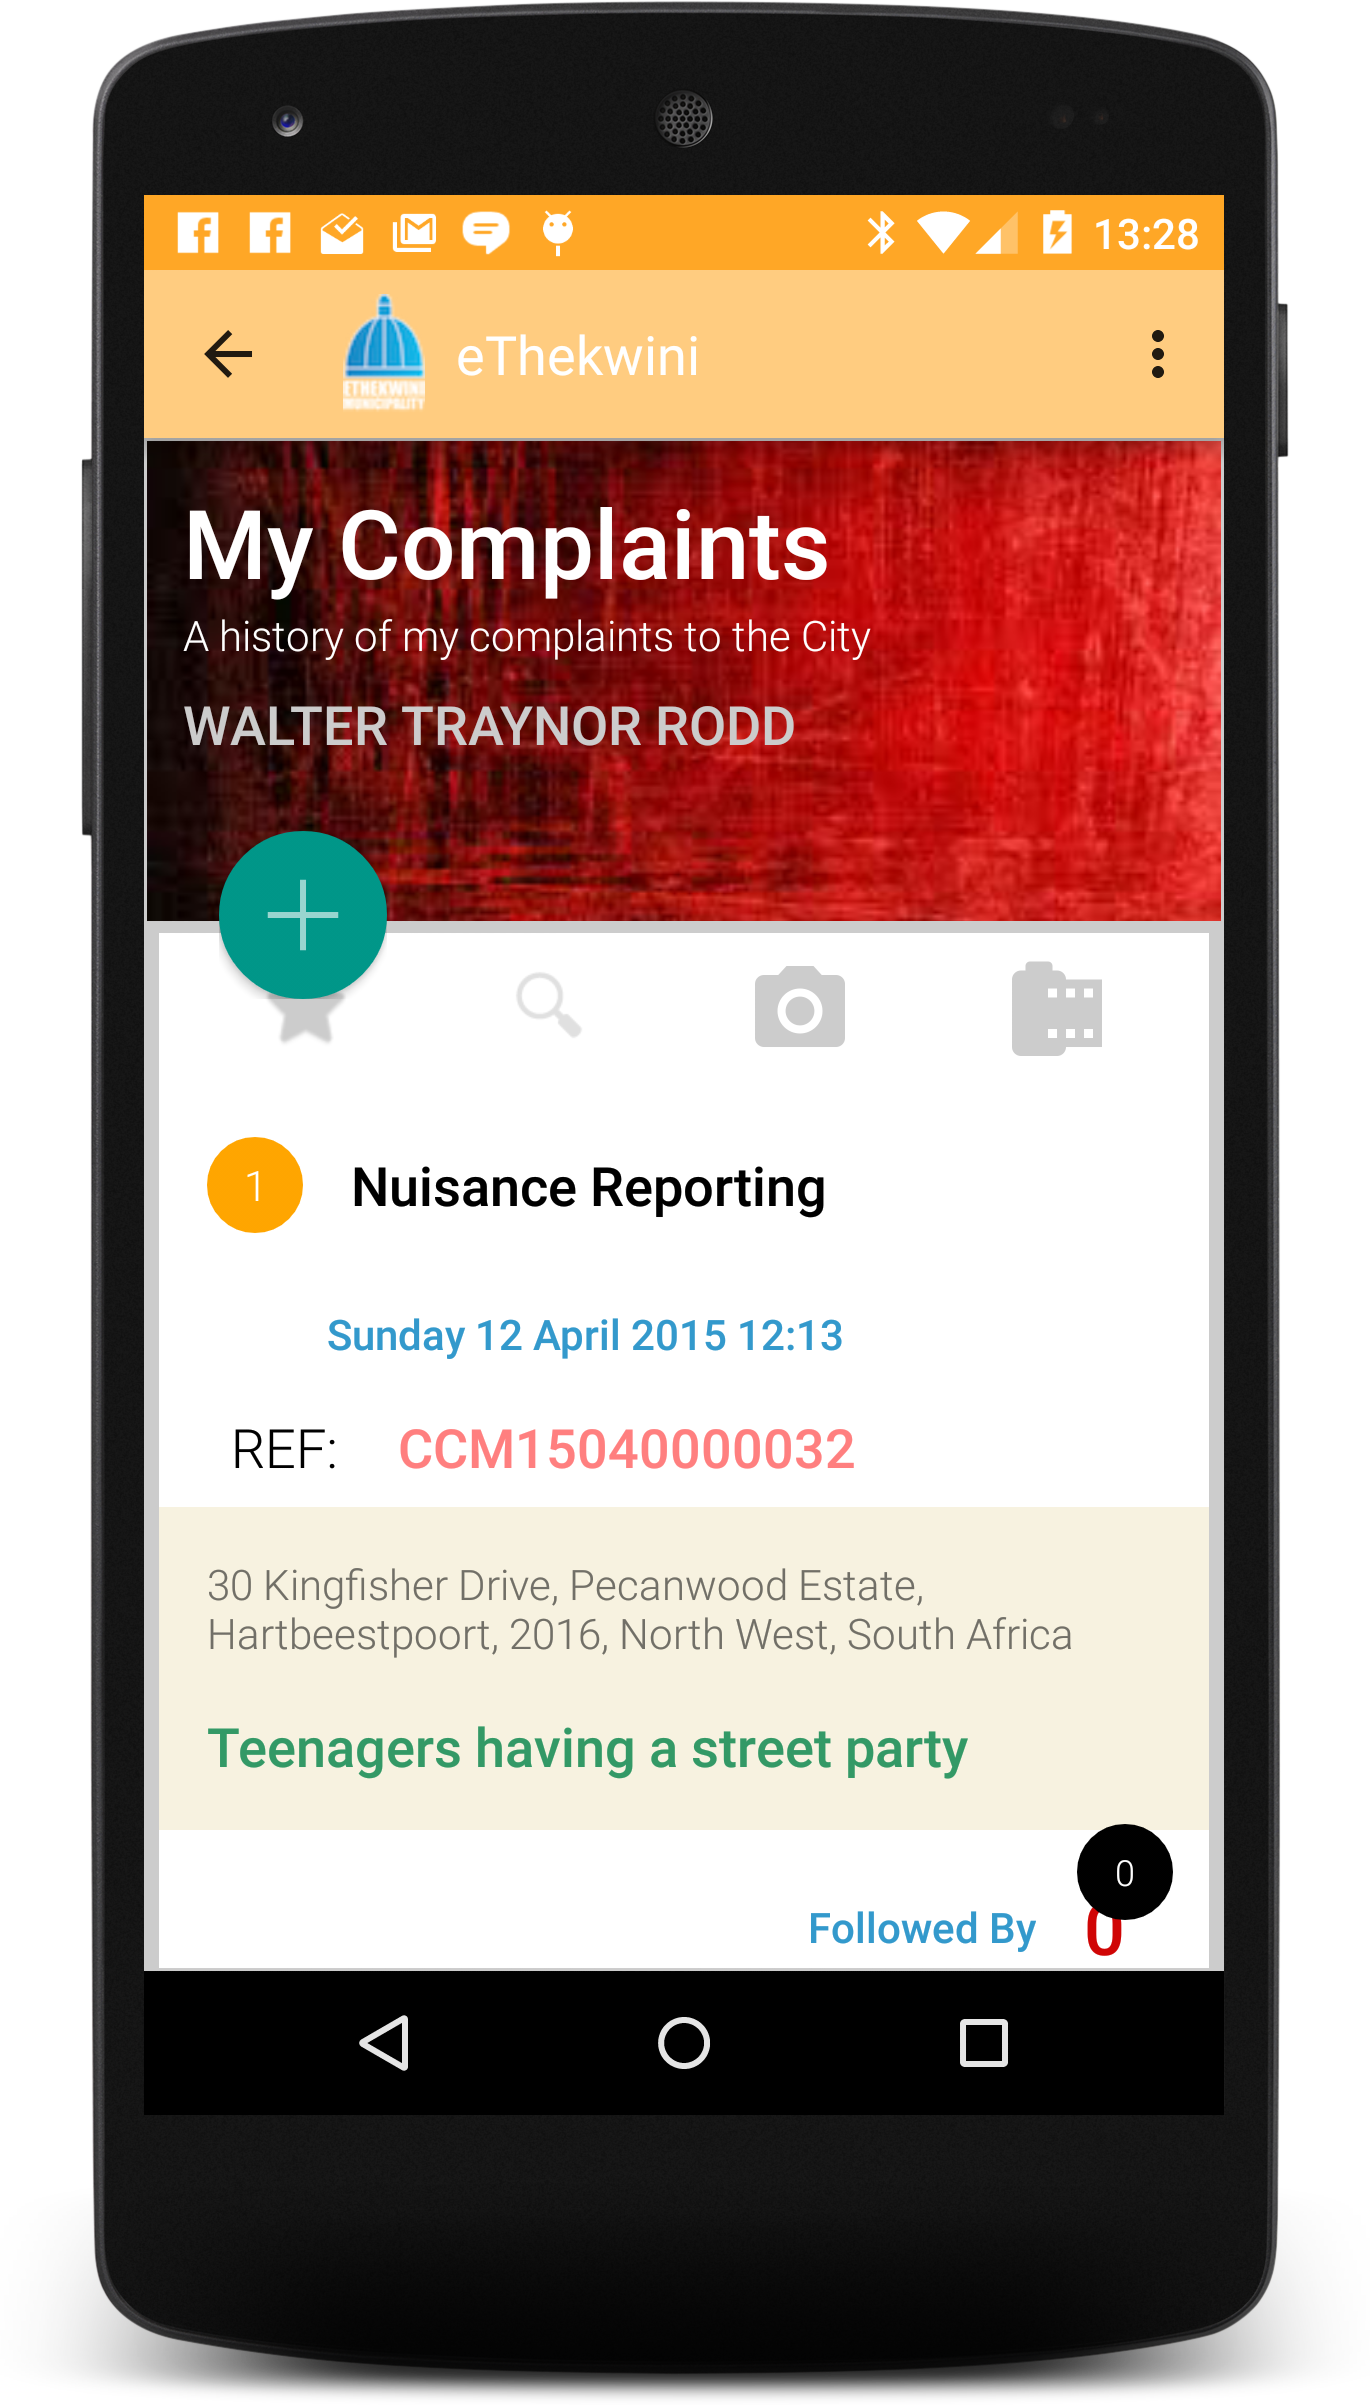 13:28
ETHEKWINI
MUNICIPALITY
eThekwini
My Complaints
A history of my complaints to the City
WALTER TRAYNOR RODD
1
Nuisance Reporting
Sunday 12 April 2015 12:13
REF: CCM15040000032
30 Kingfisher Drive, Pecanwood Estate,
Hartbeestpoort, 2016, North West, South Africa
Teenagers having a street party
0
Followed By 0